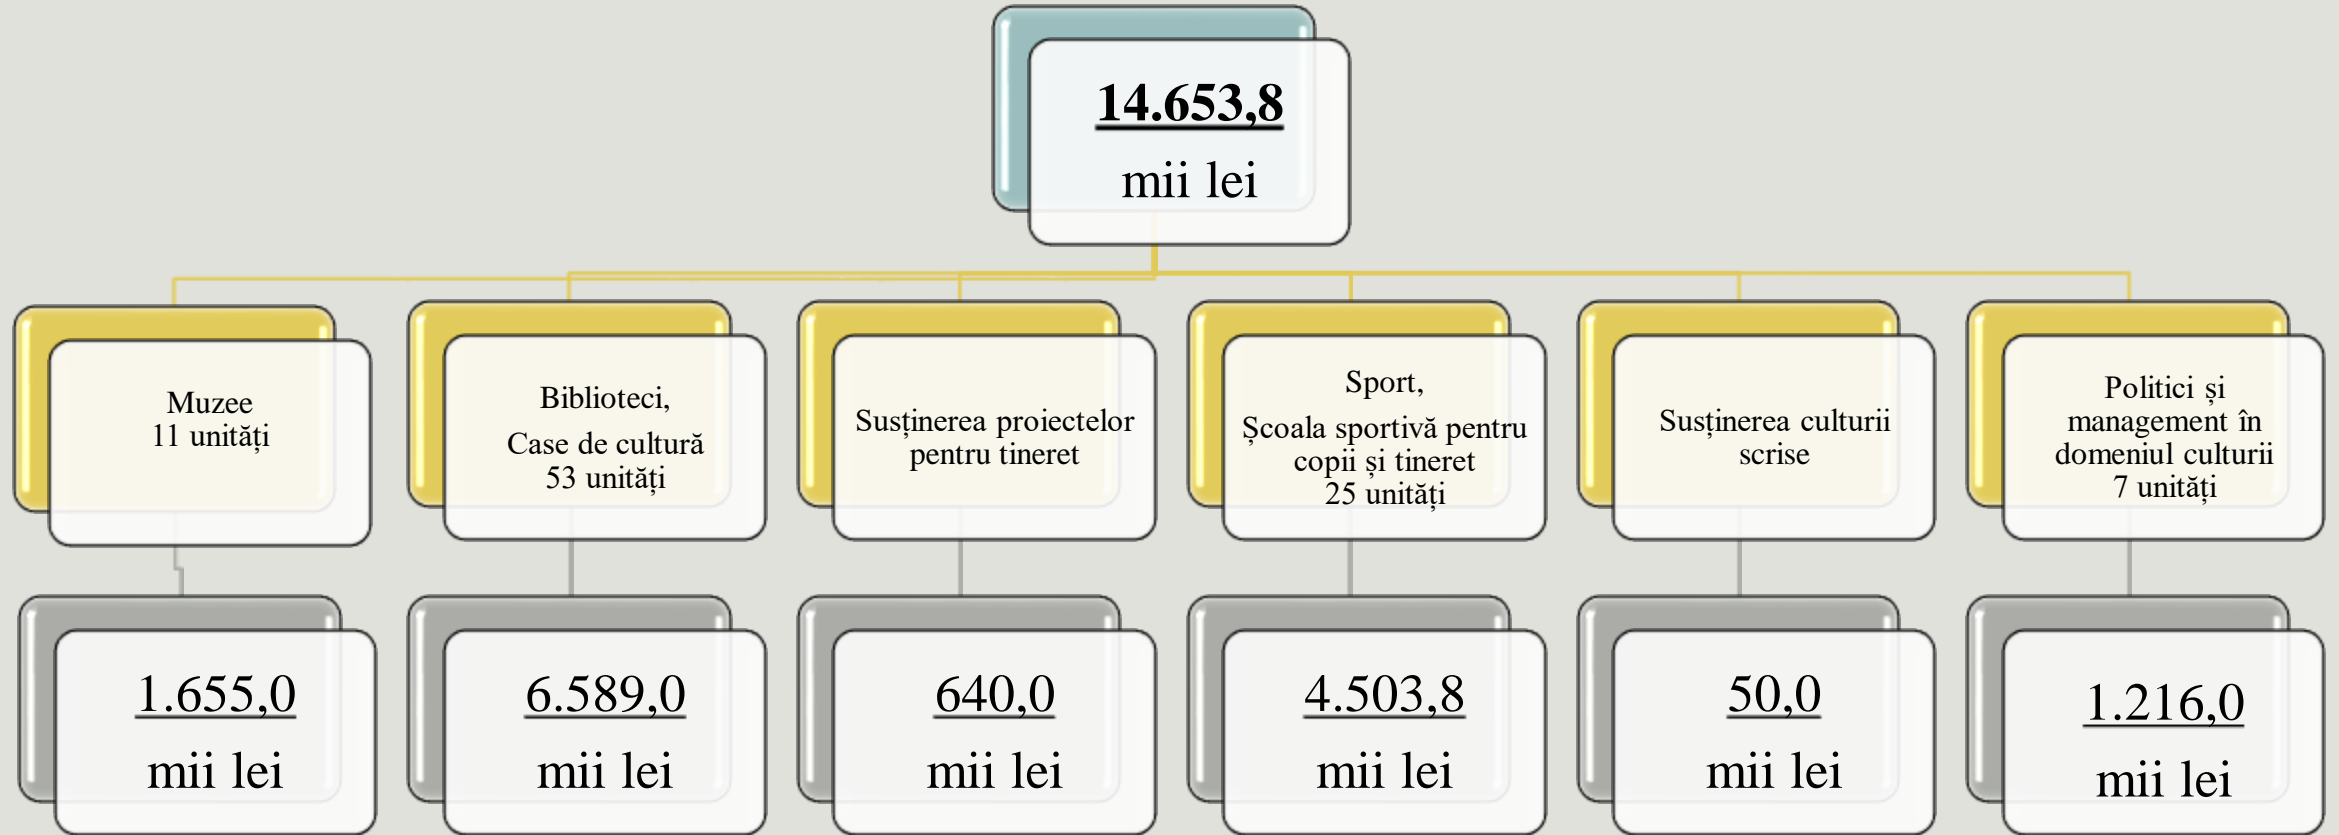 14.653,8
mii lei
Muzee
11 unități
Biblioteci,
Case de cultură
53 unități
Susținerea proiectelor
pentru tineret
Sport,
Școala sportivă pentru
copii și tineret
25 unități
Susținerea culturii
scrise
Politici și
management în
domeniul culturii
7 unități
1.655,0
mii lei
6.589,0
mii lei
640,0
mii lei
4.503,8
mii lei
50,0
mii lei
1.216,0
mii lei